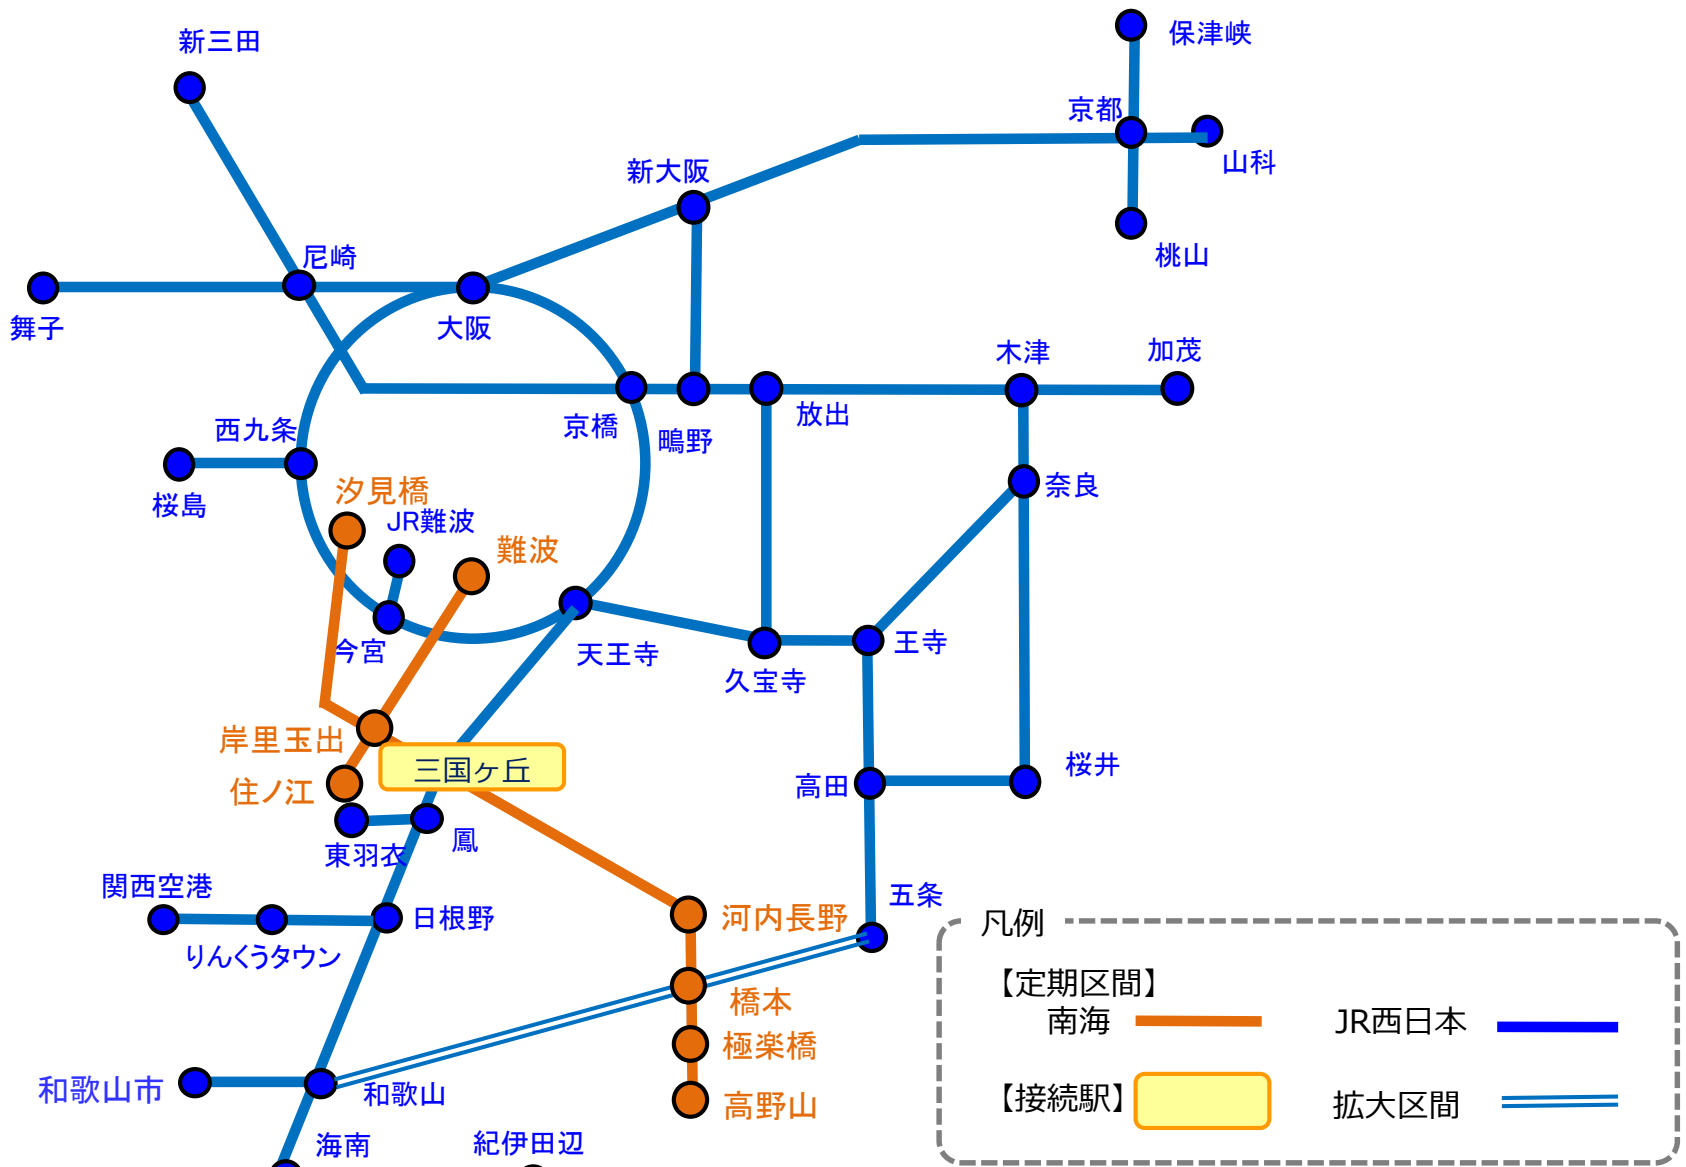 保津峡
新三田
京都
山科
新大阪
桃山
尼崎
舞子
大阪
木津
加茂
放出
京橋
鴫野
西九条
奈良
桜島
汐見橋
JR難波
難波
今宮
天王寺
王寺
久宝寺
岸里玉出
三国ヶ丘
桜井
高田
住ノ江
鳳
東羽衣
関西空港
五条
日根野
河内長野
りんくうタウン
凡例
【定期区間】
南海
JR西日本
橋本
極楽橋
和歌山市
和歌山
高野山
【接続駅】
拡大区間
海南
紀伊田辺